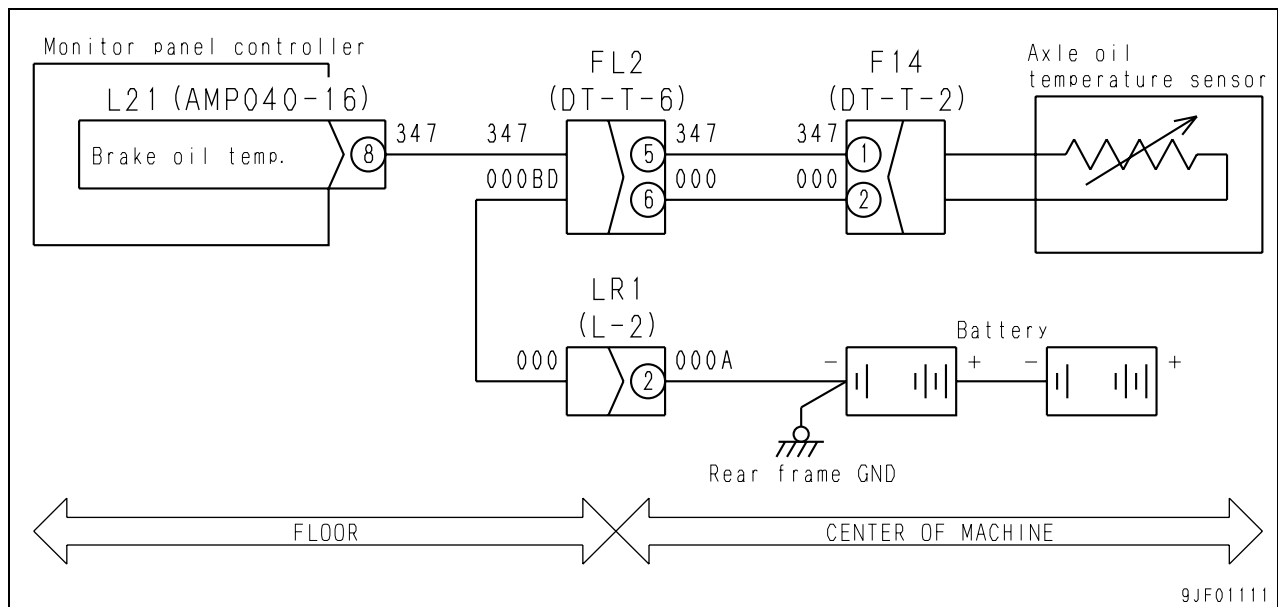 Monitor panel controller
L21 (AMP040-16)
Brake oil temp.
8
347
347
000BD
FL2
(DT-T-6)
5
6
347
000
347
000
F14
(DT-T-2)
1
2
Axle oil
temperature sensor
LR1
(L-2)
000
2
000A
Battery
- + - +
Rear frame GND
FLOOR
CENTER OF MACHINE
9JF01111